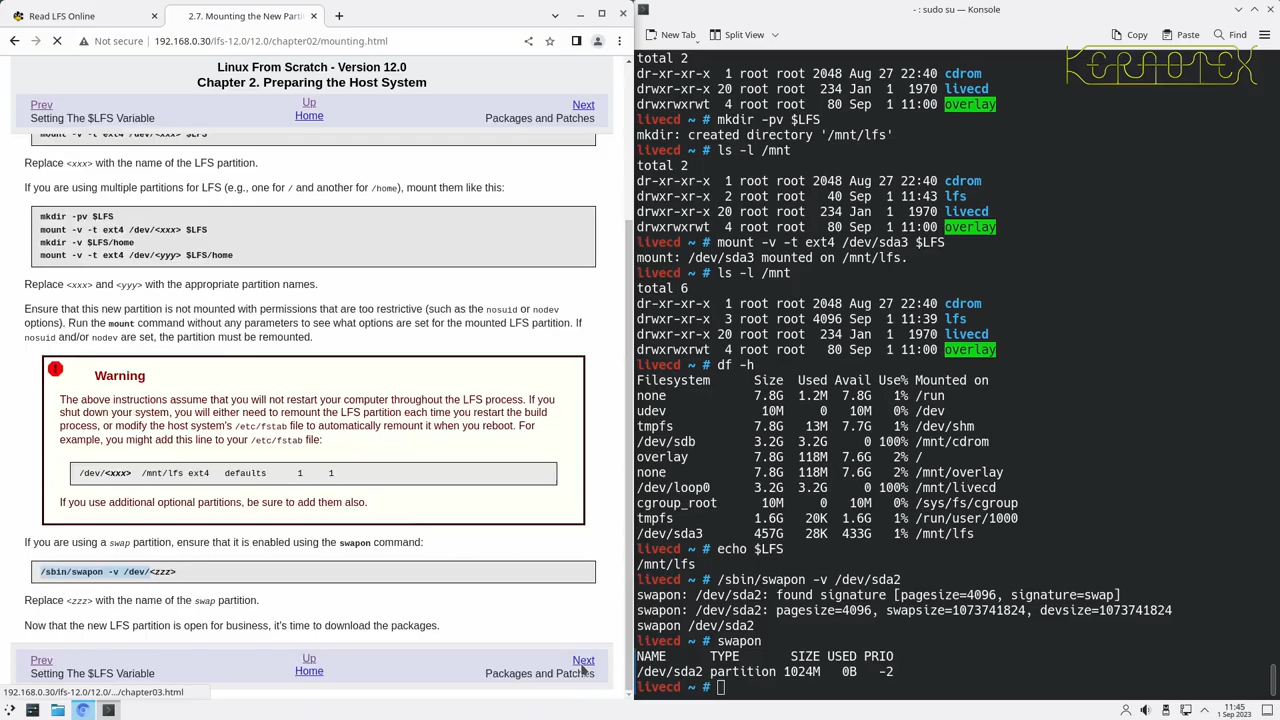 Read LFS Online
2.7. Mounting the New Parti
Not secure
192.168.0.30/lfs-12.0/12.0/chapter02/mounting.html
Linux From Scratch - Version 12.0
Chapter 2. Preparing the Host System
Prev
Up
Next
Setting The $LFS Variable
Home
Packages and Patches
mount -v -t ext4 /dev/<xxx> $LFS
Replace <xxx> with the name of the LFS partition.
If you are using multiple partitions for LFS (e.g., one for / and another for /home), mount them like this:
mkdir -pv $LFS
mount -v -t ext4 /dev/<xxx> $LFS
mkdir -v $LFS/home
mount -v -t ext4 /dev/<yyy> $LFS/home
Replace <xxx> and <yyy> with the appropriate partition names.
Ensure that this new partition is not mounted with permissions that are too restrictive (such as the nosuid or nodev
options). Run the mount command without any parameters to see what options are set for the mounted LFS partition. If
nosuid and/or nodev are set, the partition must be remounted.
Warning
The above instructions assume that you will not restart your computer throughout the LFS process. If you
shut down your system, you will either need to remount the LFS partition each time you restart the build
process, or modify the host system's /etc/fstab file to automatically remount it when you reboot. For
example, you might add this line to your /etc/fstab file:
/dev/<xxx>  /mnt/lfs ext4   defaults      1     1
If you use additional optional partitions, be sure to add them also.
If you are using a swap partition, ensure that it is enabled using the swapon command:
/sbin/swapon -v /dev/<zzz>
Replace <zzz> with the name of the swap partition.
Now that the new LFS partition is open for business, it's time to download the packages.
Prev
Up
Next
Setting The $LFS Variable
Home
Packages and Patches
192.168.0.30/lfs-12.0/12.0/.../chapter03.html
- : sudo su — Konsole
New Tab
Split View
Copy
Paste
Find
KERNOTEX
total 2
dr-xr-xr-x  1 root root 2048 Aug 27 22:40 cdrom
drwxr-xr-x 20 root root  234 Jan  1  1970 livecd
drwxrwxrwt  4 root root   80 Sep  1 11:00 overlay
livecd ~ # mkdir -pv $LFS
mkdir: created directory '/mnt/lfs'
livecd ~ # ls -l /mnt
total 2
dr-xr-xr-x  1 root root 2048 Aug 27 22:40 cdrom
drwxr-xr-x  2 root root   40 Sep  1 11:43 lfs
drwxr-xr-x 20 root root  234 Jan  1  1970 livecd
drwxrwxrwt  4 root root   80 Sep  1 11:00 overlay
livecd ~ # mount -v -t ext4 /dev/sda3 $LFS
mount: /dev/sda3 mounted on /mnt/lfs.
livecd ~ # ls -l /mnt
total 6
dr-xr-xr-x  1 root root 2048 Aug 27 22:40 cdrom
drwxr-xr-x  3 root root 4096 Sep  1 11:39 lfs
drwxr-xr-x 20 root root  234 Jan  1  1970 livecd
drwxrwxrwt  4 root root   80 Sep  1 11:00 overlay
livecd ~ # df -h
Filesystem      Size  Used Avail Use% Mounted on
none            7.8G  1.2M  7.8G   1% /run
udev             10M     0   10M   0% /dev
tmpfs           7.8G   13M  7.7G   1% /dev/shm
/dev/sdb        3.2G  3.2G     0 100% /mnt/cdrom
overlay         7.8G  118M  7.6G   2% /
none            7.8G  118M  7.6G   2% /mnt/overlay
/dev/loop0      3.2G  3.2G     0 100% /mnt/livecd
cgroup_root      10M     0   10M   0% /sys/fs/cgroup
tmpfs           1.6G   20K  1.6G   1% /run/user/1000
/dev/sda3       457G   28K  433G   1% /mnt/lfs
livecd ~ # echo $LFS
/mnt/lfs
livecd ~ # /sbin/swapon -v /dev/sda2
swapon: /dev/sda2: found signature [pagesize=4096, signature=swap]
swapon: /dev/sda2: pagesize=4096, swapsize=1073741824, devsize=1073741824
swapon /dev/sda2
livecd ~ # swapon
NAME      TYPE       SIZE USED PRIO
/dev/sda2 partition 1024M   0B   -2
livecd ~ #
11:45
1 Sep 2023